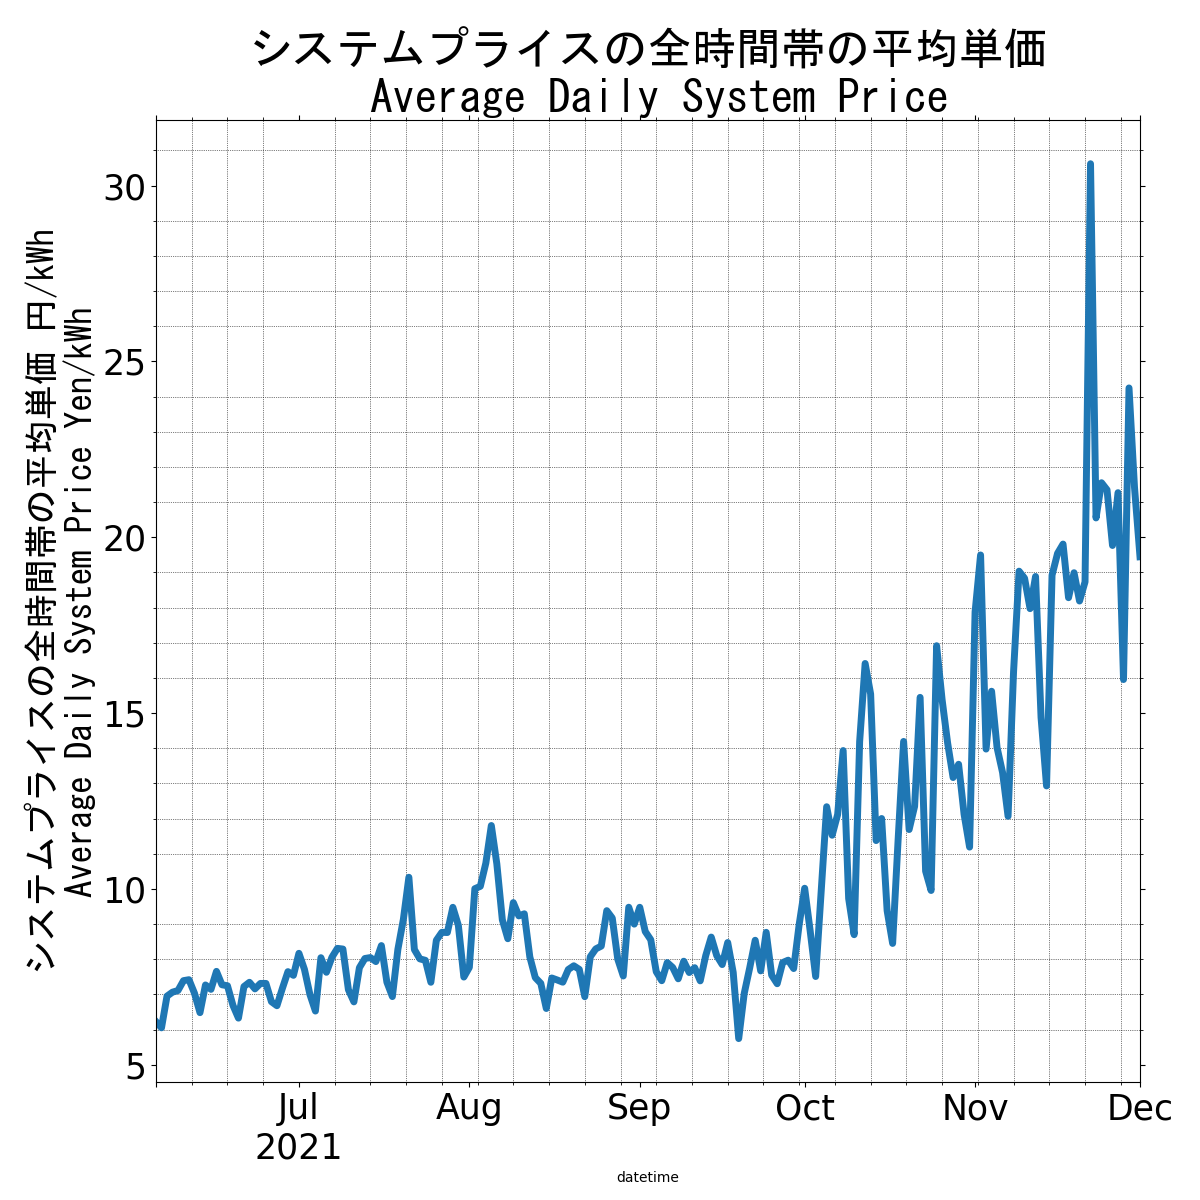 システムプライスの全時間帯の平均単価
Average Daily System Price
システムプライスの全時間帯の平均単価 円/kWh
Average Daily System Price Yen/kWh
30
25
20
15
10
5
Jul
2021
Aug
Sep
Oct
Nov
Dec
datetime